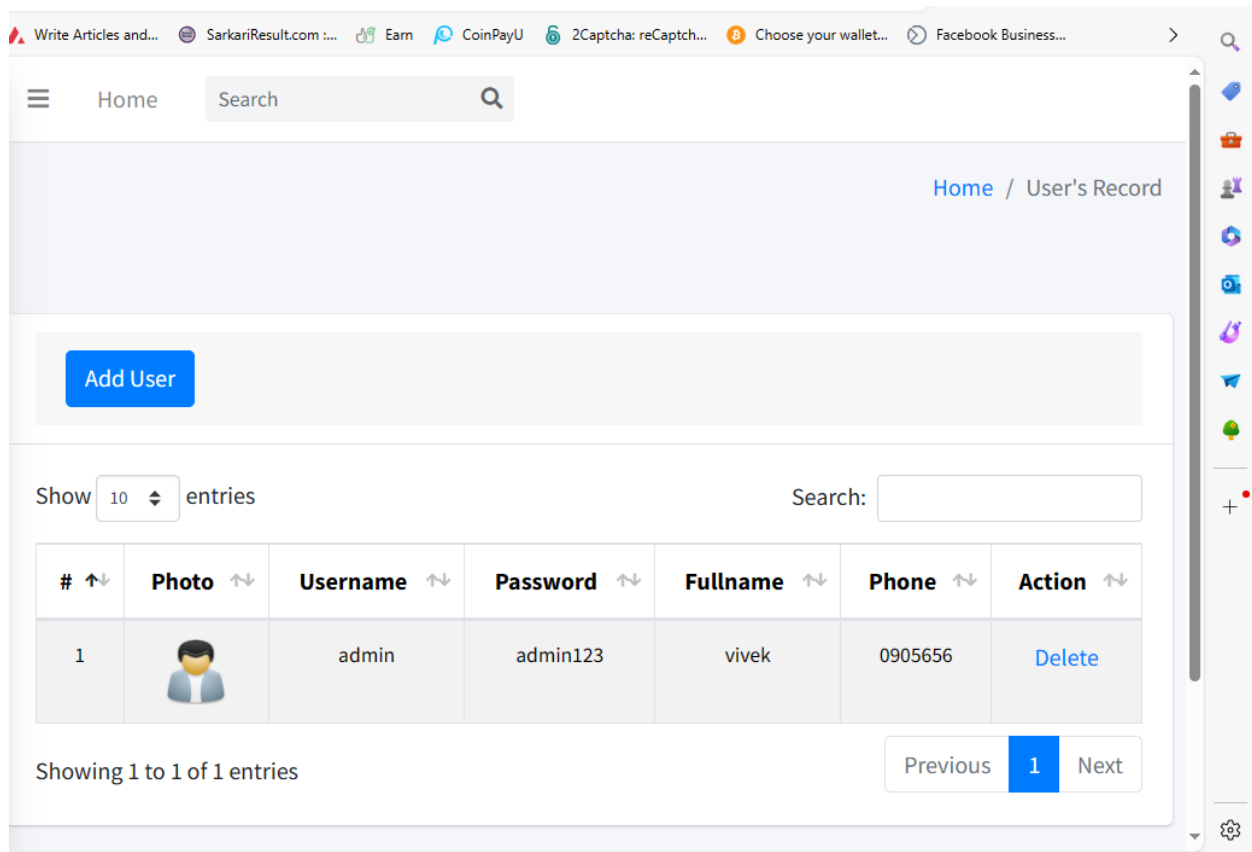 Write Articles and... SarkariResult.com :... Earn CoinPayU 2Captcha: reCaptch... Choose your wallet... Facebook Business...
Home Search
Home / User's Record
Add User
Show 10 entries Search:
# Photo Username Password Fullname Phone Action
1 admin admin123 vivek 0905656 Delete
Showing 1 to 1 of 1 entries Previous 1 Next